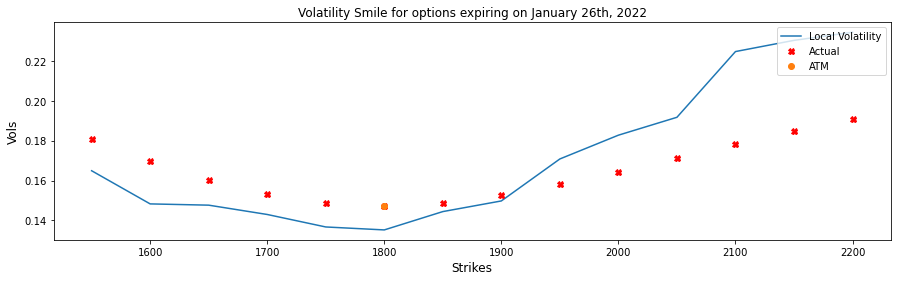 Volatility Smile for options expiring on January 26th, 2022
Local Volatility
Actual
ATM
Vols
0.22
0.20
0.18
0.16
0.14
1600
1700
1800
1900
2000
2100
2200
Strikes